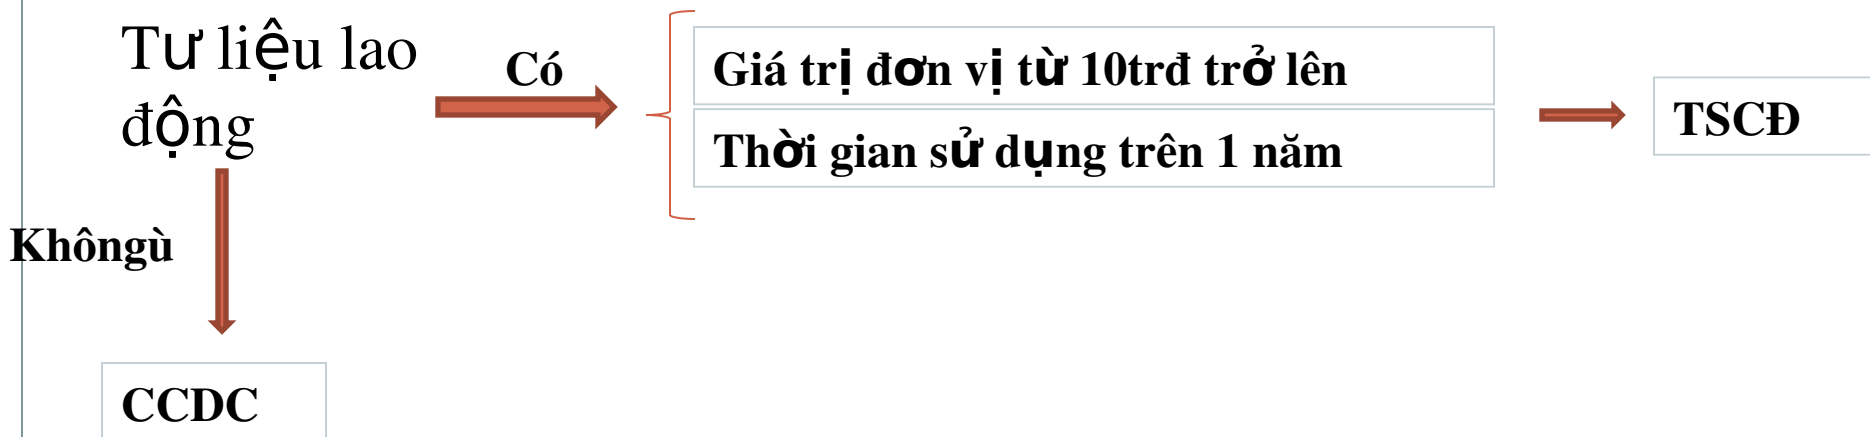 Tư liệu lao
động
Có
Giá trị đơn vị từ 10trđ trở lên
Thời gian sử dụng trên 1 năm
TSCĐ
Khôngù
CCDC